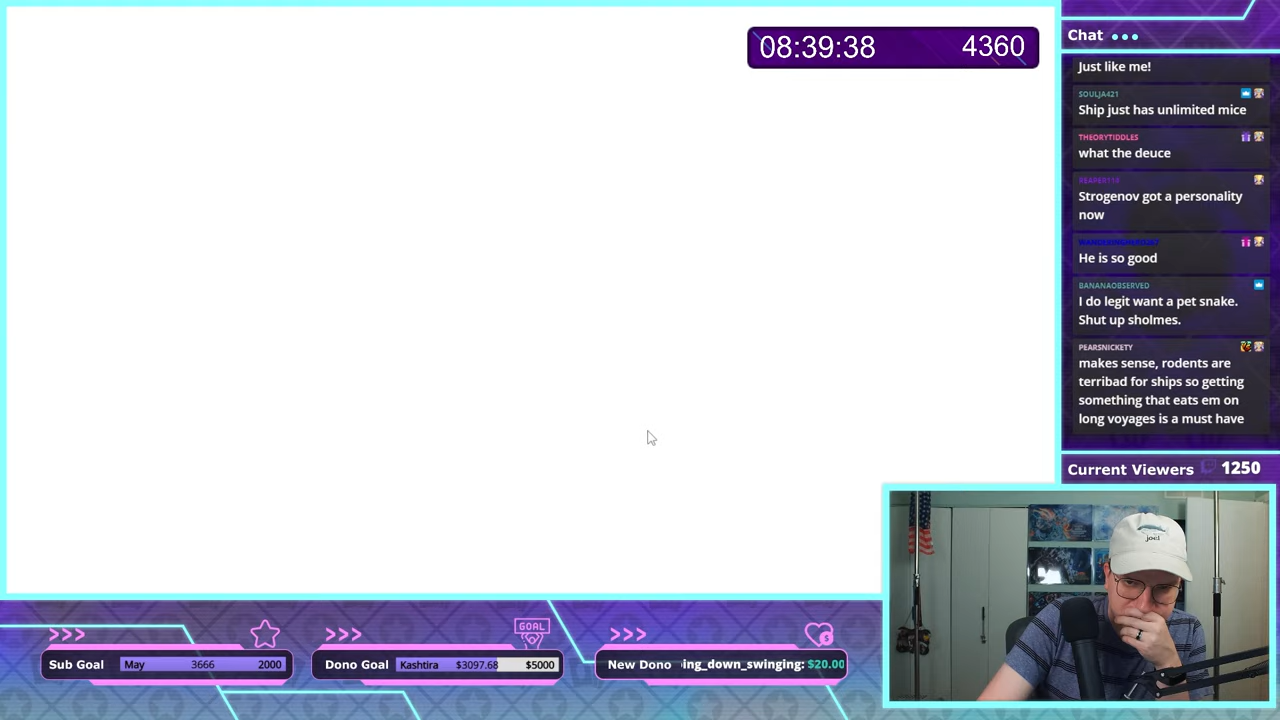 08:39:38
4360
Chat
Just like me!
SOULJA421
Ship just has unlimited mice
THEORYTIDDLES
what the deuce
REAPER114
Strogenov got a personality
now
He is so good
BANANAOBSERVED
I do legit want a pet snake.
Shut up sholmes.
PEARSNICKETY
makes sense, rodents are
terribad for ships so getting
something that eats em on
long voyages is a must have
Current Viewers 1250
joel
GOAL
>>>
>>>
>>>
Sub Goal May 3666 2000
Dono Goal Kashtira $3097.68 $5000
New Dono ing_down_swinging: $20.00